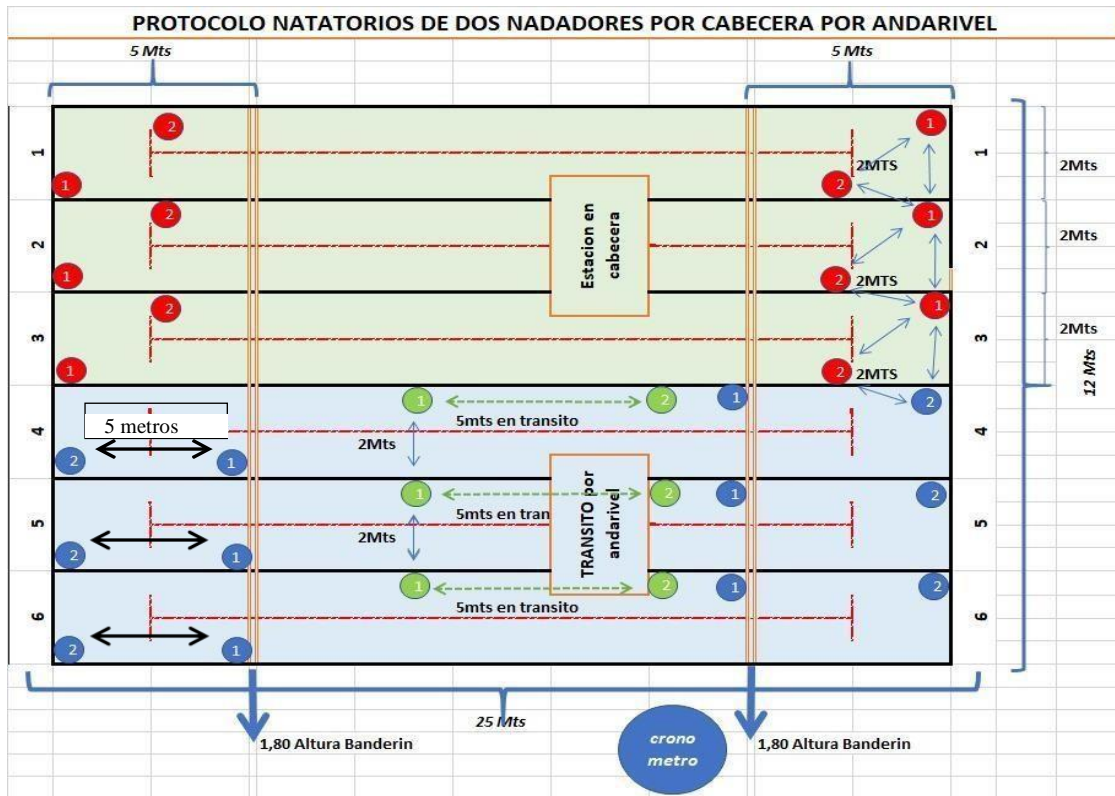 PROTOCOLO NATATORIOS DE DOS NADADORES POR CABECERA POR ANDARIVEL
5 Mts
5 Mts
1
2
1
2MTS
2
1
1
2Mts
2
2
1
2MTS
2
1
2
2Mts
Estacion en
cabecera
3
2
1
2MTS
2
1
3
2Mts
12 Mts
4
5 metros
2
1
1
2
5mts en transito
2Mts
1
2
4
5
2
1
1
2
5mts en tran
2Mts
1
2
5
TRANSITO por
andarivel
6
2
1
1
2
5mts en transito
1
2
6
25 Mts
1,80 Altura Banderin
crono
metro
1,80 Altura Banderin